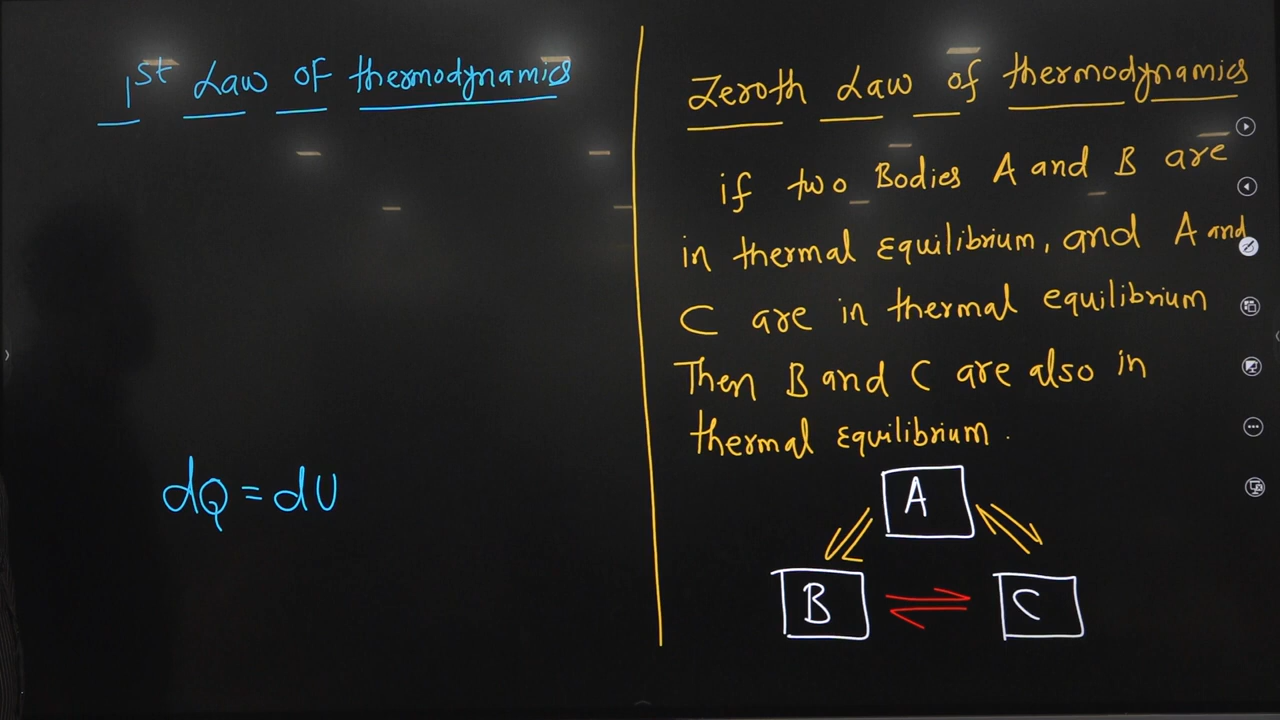 1st Law of thermodynamics
dQ = dU
Zeroth Law of thermodynamics
if two Bodies A and B are
in thermal Equilibrium, and A and
C are in thermal equilibrium
Then B and C are also in
thermal Equilibrium.
A
B
C